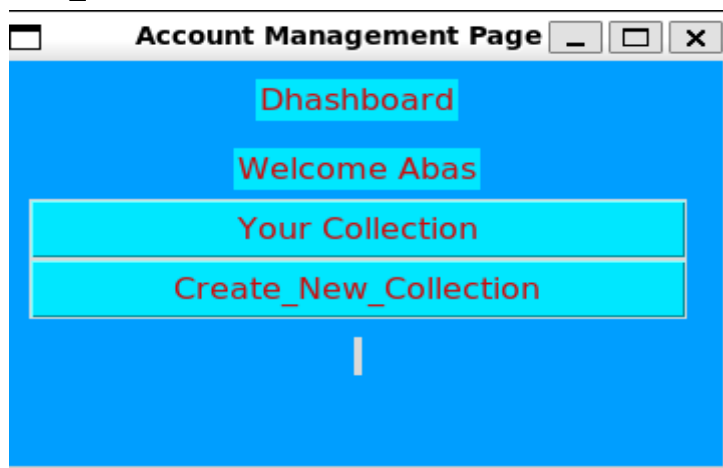 Account Management Page
Dhashboard
Welcome Abas
Your Collection
Create_New_Collection